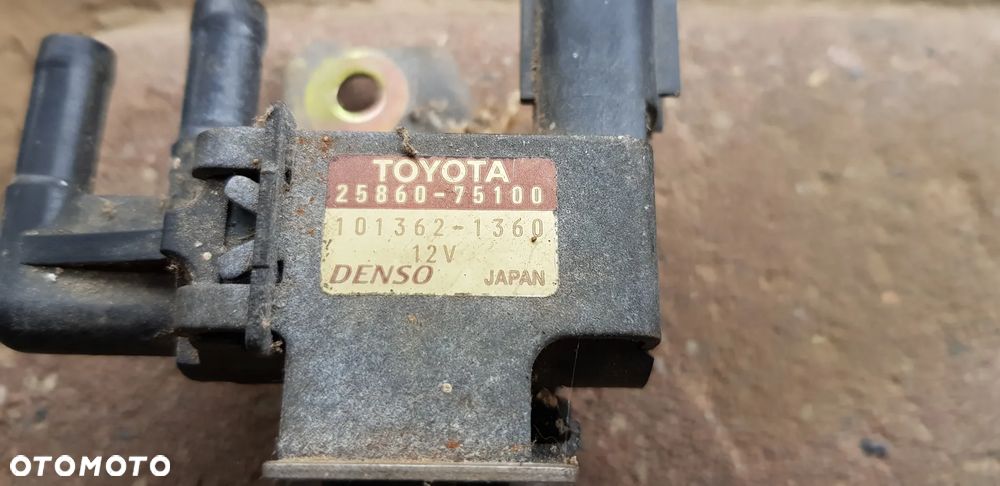 TOYOTA
25860-75100
101362-1360
12V
DENSO JAPAN
OTOMOTO